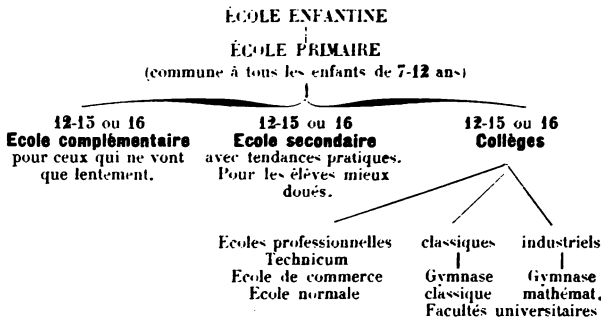 ÉCOLE ENFANTINE
ÉCOLE PRIMAIRE
(commune à tous les enfants de 7-12 ans)
12-15 ou 16
Ecole complèmentaire
pour ceux qui ne vont
que lentement.
12-15 ou 16
Ecole secondaire
avec tendances pratiques.
Pour les élèves mieux
doués.
12-15 ou 16
Collèges
Ecoles professionnelles
Technicum
Ecole de commerce
Ecole normale
classiques
Gymnase
classique
industriels
Gymnase
mathémat.
Facultés universitaires